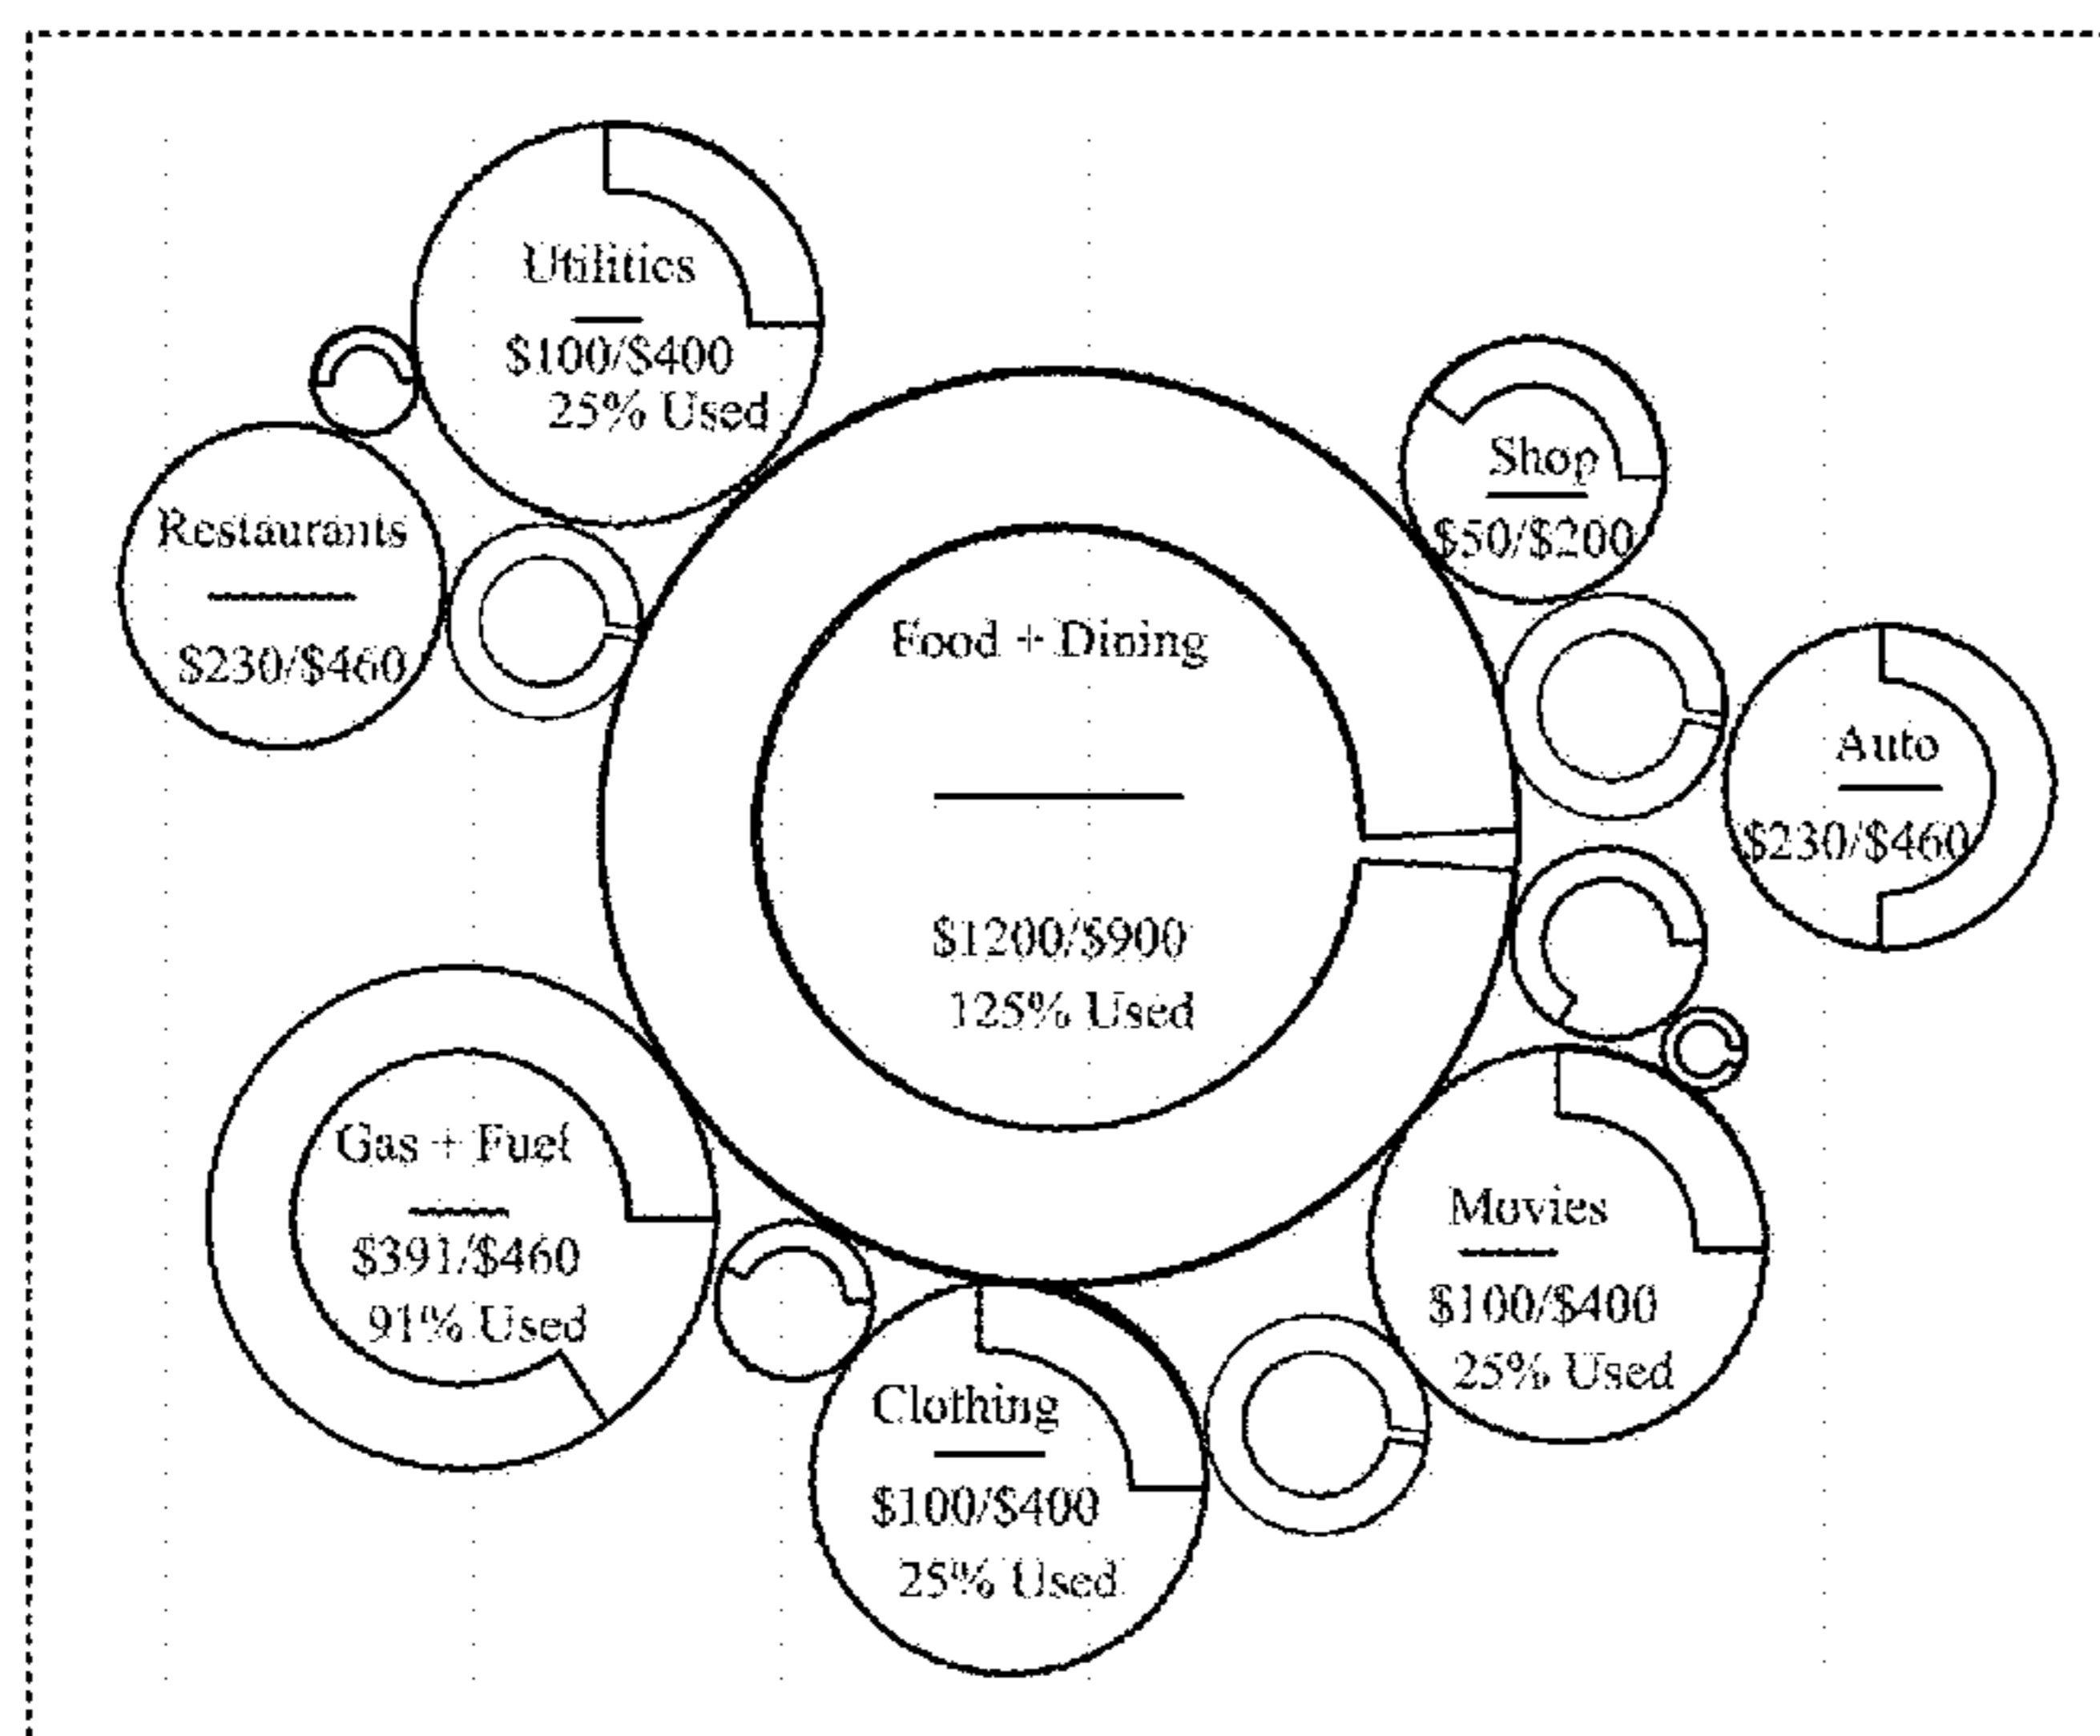 Utilities
$100/$400
25% Used
Restaurants
$230/$460
Shop
$50/$200
Food + Dining
$1200/$900
125% Used
Auto
$230/$460
Gas + Fuel
$391/$460
91% Used
Movies
$100/$400
25% Used
Clothing
$100/$400
25% Used